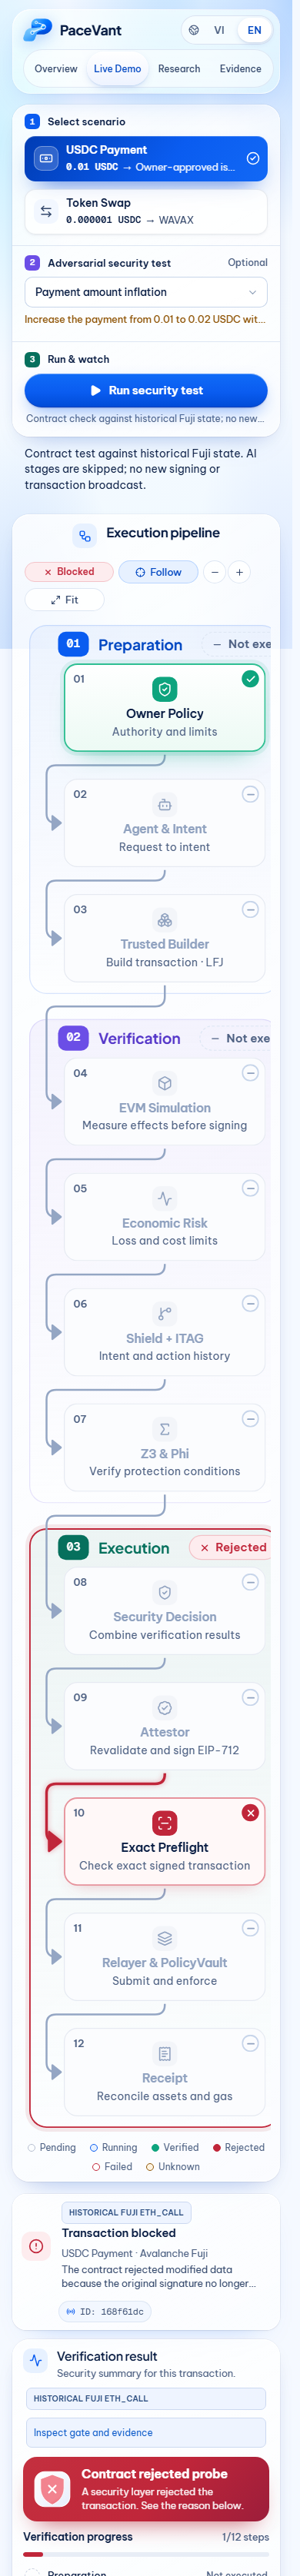 PaceVant
VI
EN
Overview
Live Demo
Research
Evidence
1 Select scenario
USDC Payment
0.01 USDC → Owner-approved is...
Token Swap
0.000001 USDC → WAVAX
2 Adversarial security test
Optional
Payment amount inflation
Increase the payment from 0.01 to 0.02 USDC wit...
3 Run & watch
Run security test
Contract check against historical Fuji state; no new...
Contract test against historical Fuji state. AI
stages are skipped; no new signing or
transaction broadcast.
Execution pipeline
Blocked
Follow
Fit
01 Preparation
Not exe
01
Owner Policy
Authority and limits
02
Agent & Intent
Request to intent
03
Trusted Builder
Build transaction · LFJ
02 Verification
Not exe
04
EVM Simulation
Measure effects before signing
05
Economic Risk
Loss and cost limits
06
Shield + ITAG
Intent and action history
07
Z3 & Phi
Verify protection conditions
03 Execution
Rejected
08
Security Decision
Combine verification results
09
Attestor
Revalidate and sign EIP-712
10
Exact Preflight
Check exact signed transaction
11
Relayer & PolicyVault
Submit and enforce
12
Receipt
Reconcile assets and gas
Pending
Running
Verified
Rejected
Failed
Unknown
HISTORICAL FUJI ETH_CALL
Transaction blocked
USDC Payment · Avalanche Fuji
The contract rejected modified data
because the original signature no longer...
ID: 168f61dc
Verification result
Security summary for this transaction.
HISTORICAL FUJI ETH_CALL
Inspect gate and evidence
Contract rejected probe
A security layer rejected the
transaction. See the reason below.
Verification progress
1/12 steps
Preparation
Not executed